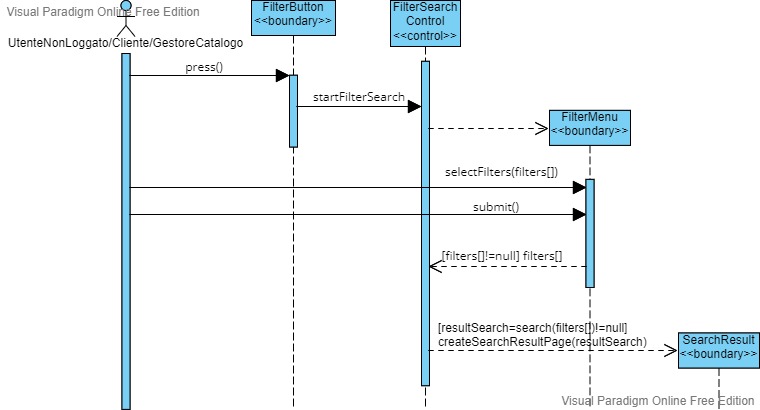 Visual Paradigm Online Free Edition
UtenteNonLoggato/Cliente/GestoreCatalogo
FilterButton
<<boundary>>
FilterSearch
Control
<<control>>
press()
startFilterSearch
FilterMenu
<<boundary>>
selectFilters(filters[])
submit()
[filters[]!=null] filters[]
[resultSearch=search(filters[])!=null]
createSearchResultPage(resultSearch)
SearchResult
<<boundary>>
Visual Paradigm Online Free Edition